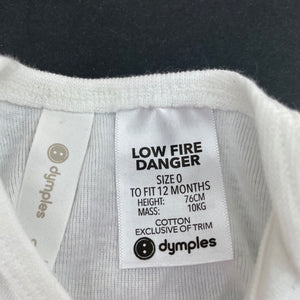 LOW FIRE
DANGER
SIZE 0
TO FIT 12 MONTHS
HEIGHT: 76CM
MASS: 10KG
COTTON
EXCLUSIVE OF TRIM
dymples
dymples